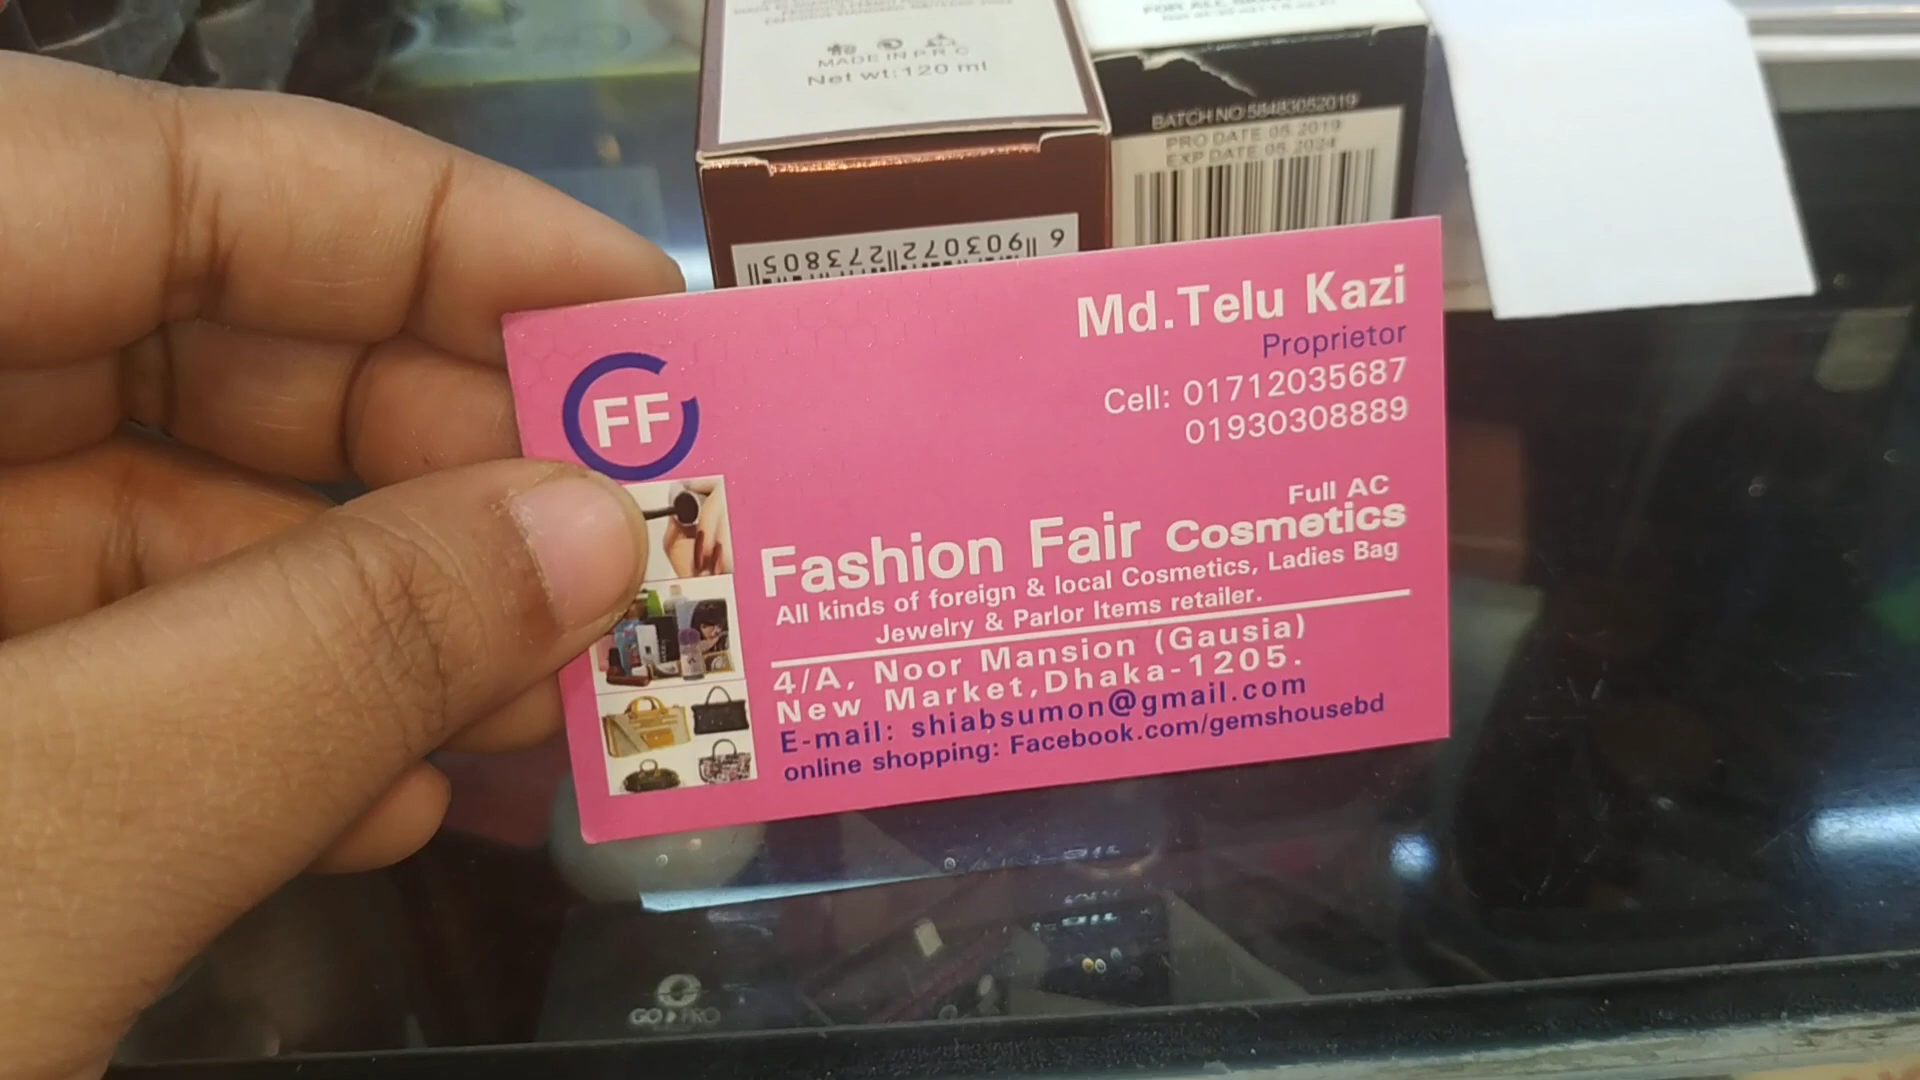 MADE IN P.R.C
Net wt:120 ml
FOR ALL
BATCH NO:58483052019
PRO DATE 05.2019
EXP DATE 05.2024
6 903072 273805
FF
Md.Telu Kazi
Proprietor
Cell: 01712035687
01930308889
Full AC
Fashion Fair Cosmetics
All kinds of foreign & local Cosmetics, Ladies Bag
Jewelry & Parlor Items retailer.
4/A, Noor Mansion (Gausia)
New Market,Dhaka-1205.
E-mail: shiabsumon@gmail.com
online shopping: Facebook.com/gemshousebd
GO PRO